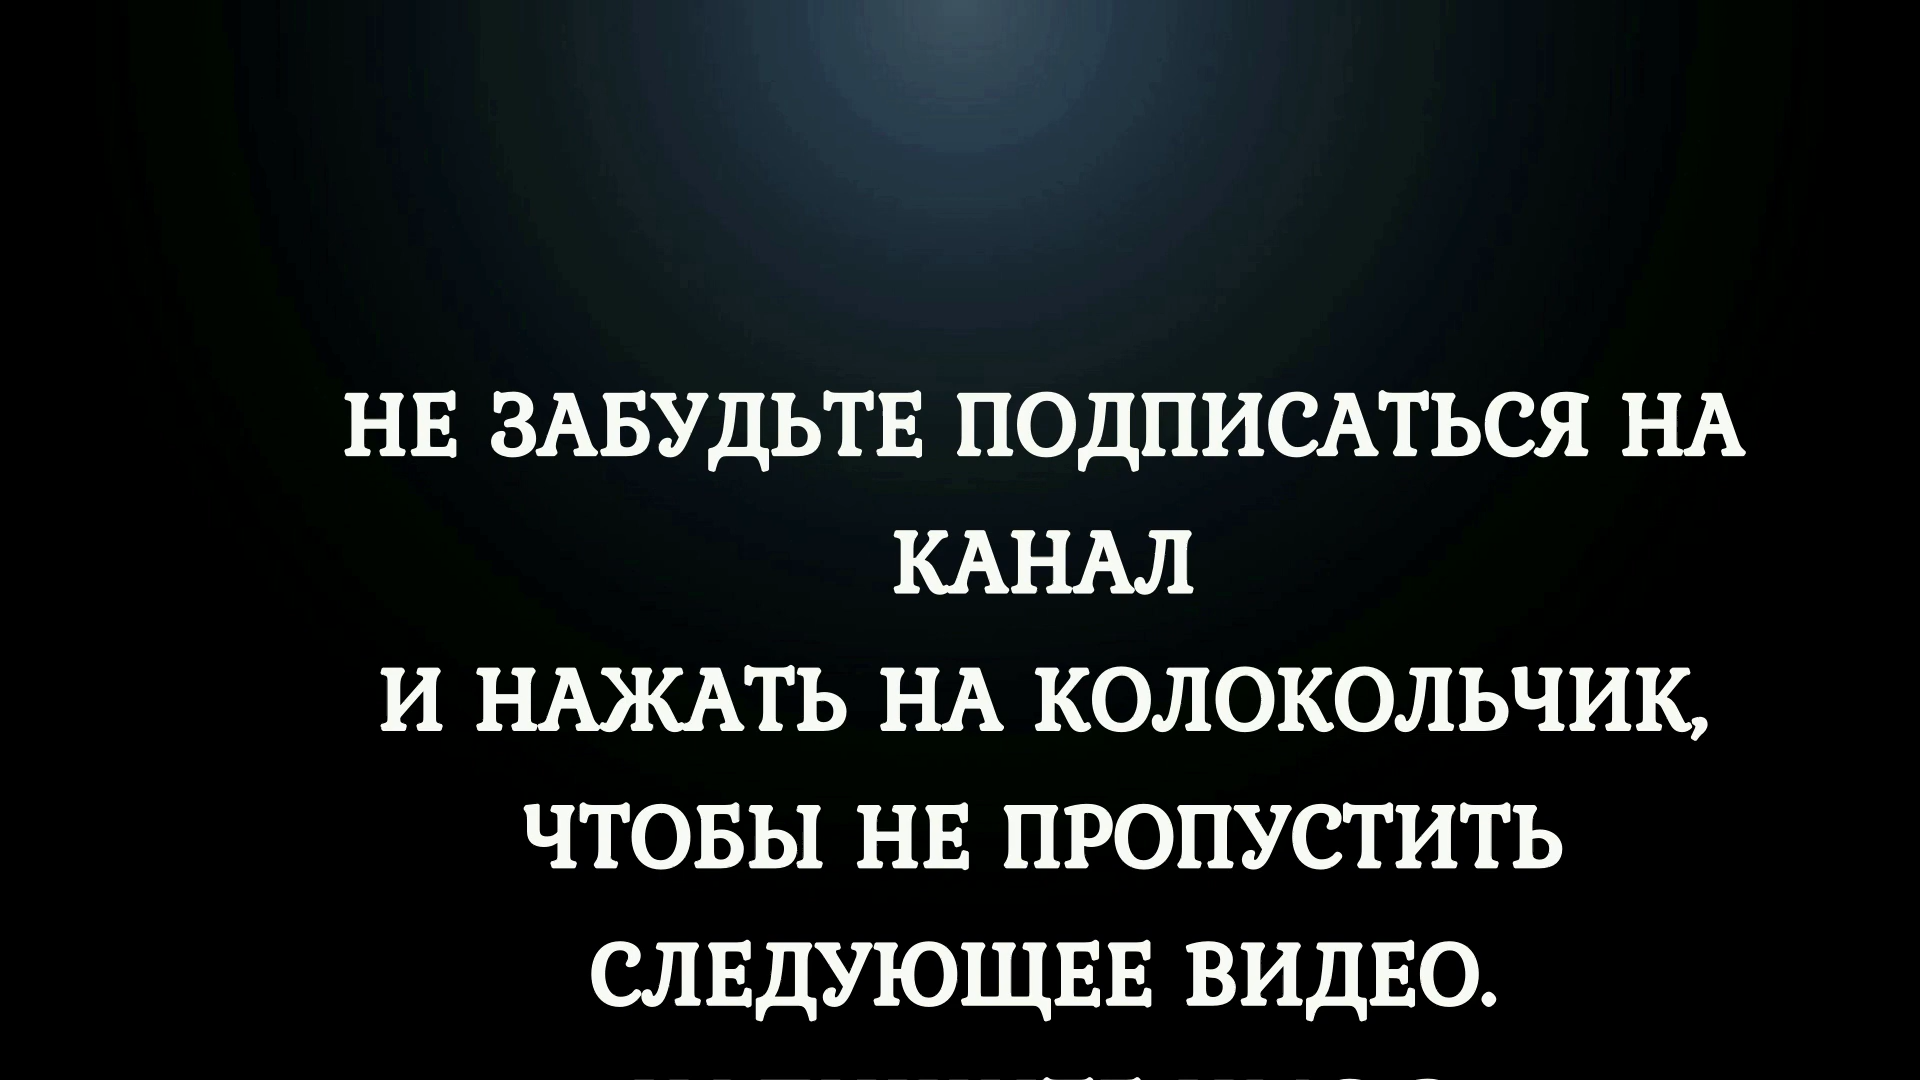 НЕ ЗАБУДЬТЕ ПОДПИСАТЬСЯ НА
КАНАЛ
И НАЖАТЬ НА КОЛОКОЛЬЧИК,
ЧТОБЫ НЕ ПРОПУСТИТЬ
СЛЕДУЮЩЕЕ ВИДЕО.